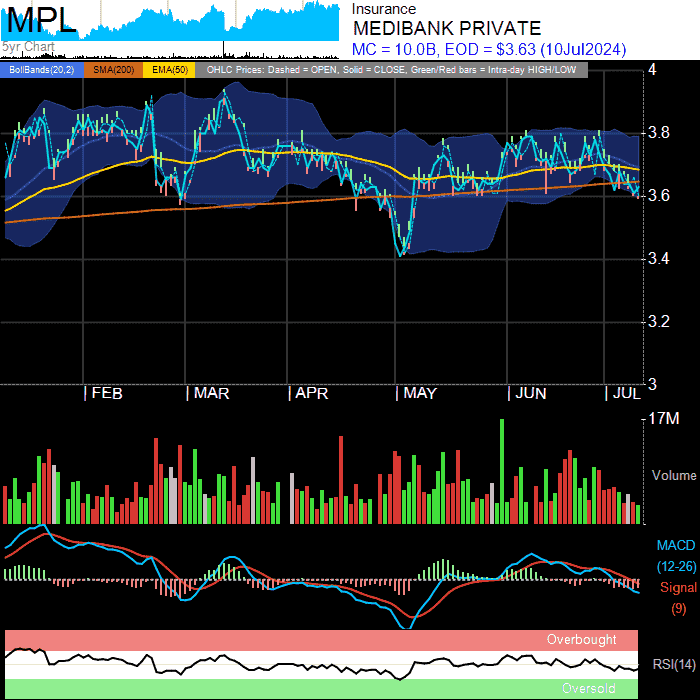 MPL
5yr Chart
Insurance
MEDIBANK PRIVATE
MC = 10.0B, EOD = $3.63 (10Jul2024)
BollBands(20,2) SMA(200) EMA(50) OHLC Prices: Dashed = OPEN, Solid = CLOSE, Green/Red bars = Intra-day HIGH/LOW
4
3.8
3.6
3.4
3.2
3
FEB MAR APR MAY JUN JUL
17M
Volume
MACD
(12-26)
Signal
(9)
Overbought
RSI(14)
Oversold